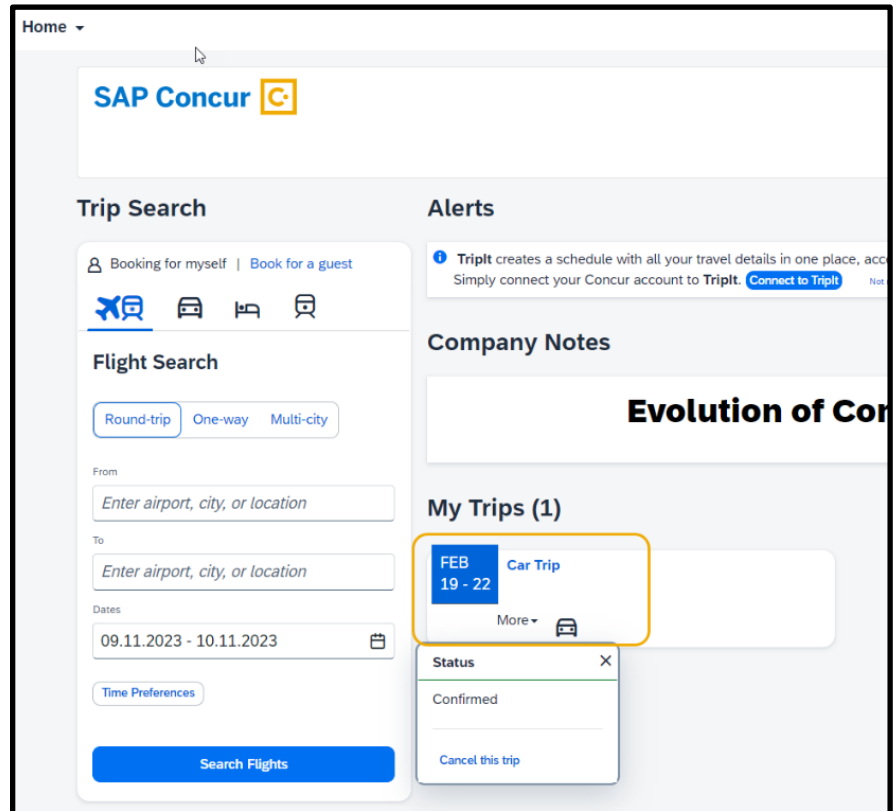 Home
SAP Concur C
Trip Search
Booking for myself | Book for a guest
Flight Search
Round-trip One-way Multi-city
From
Enter airport, city, or location
To
Enter airport, city, or location
Dates
09.11.2023 - 10.11.2023
Time Preferences
Search Flights
Alerts
TripIt creates a schedule with all your travel details in one place, acc
Simply connect your Concur account to TripIt. Connect to TripIt Not
Company Notes
Evolution of Con
My Trips (1)
FEB
19 - 22
Car Trip
More
Status
Confirmed
Cancel this trip